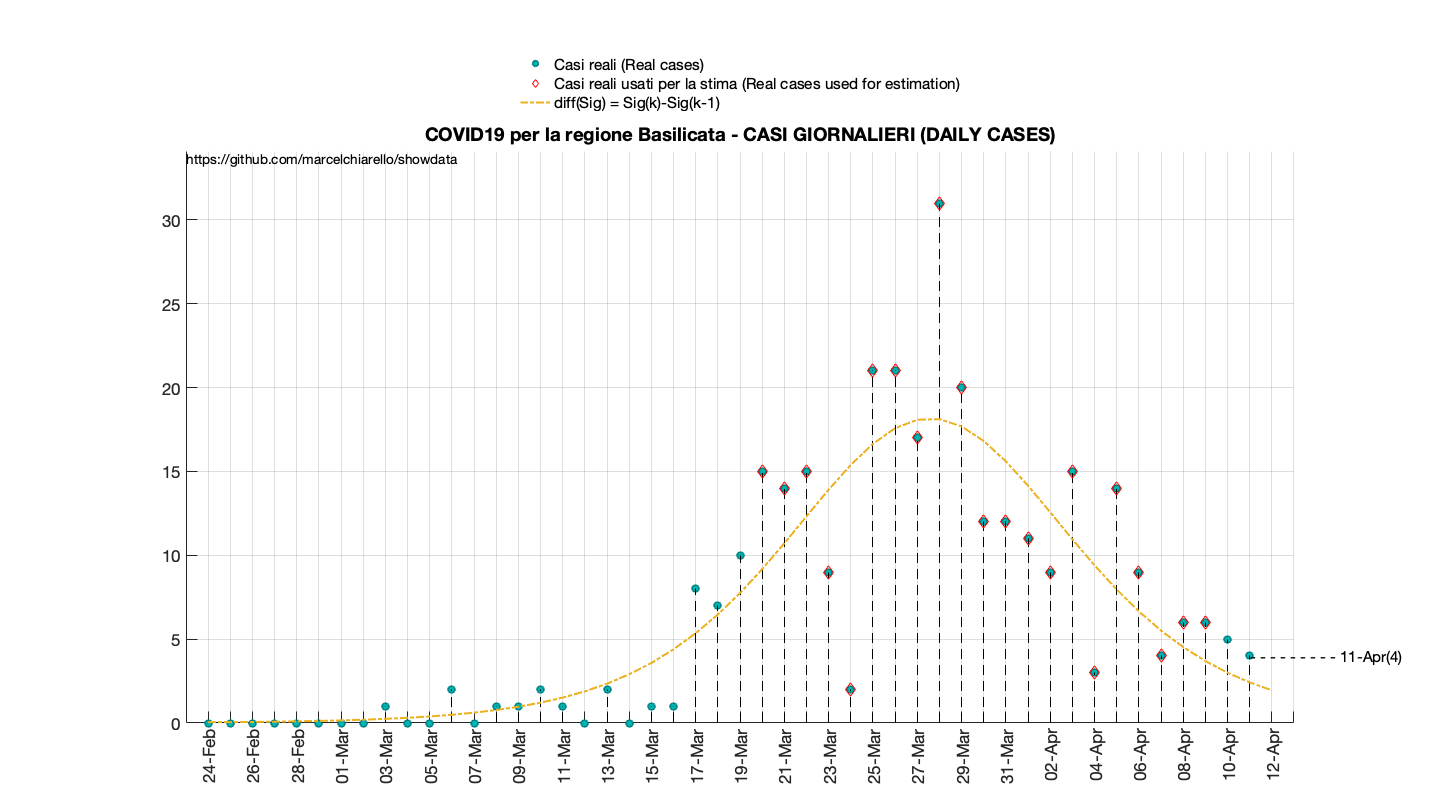 Casi reali (Real cases)
Casi reali usati per la stima (Real cases used for estimation)
diff(Sig) = Sig(k)-Sig(k-1)
COVID19 per la regione Basilicata - CASI GIORNALIERI (DAILY CASES)
https://github.com/marcelchiarello/showdata
30
25
20
15
10
5
0
11-Apr(4)
24-Feb
26-Feb
28-Feb
01-Mar
03-Mar
05-Mar
07-Mar
09-Mar
11-Mar
13-Mar
15-Mar
17-Mar
19-Mar
21-Mar
23-Mar
25-Mar
27-Mar
29-Mar
31-Mar
02-Apr
04-Apr
06-Apr
08-Apr
10-Apr
12-Apr